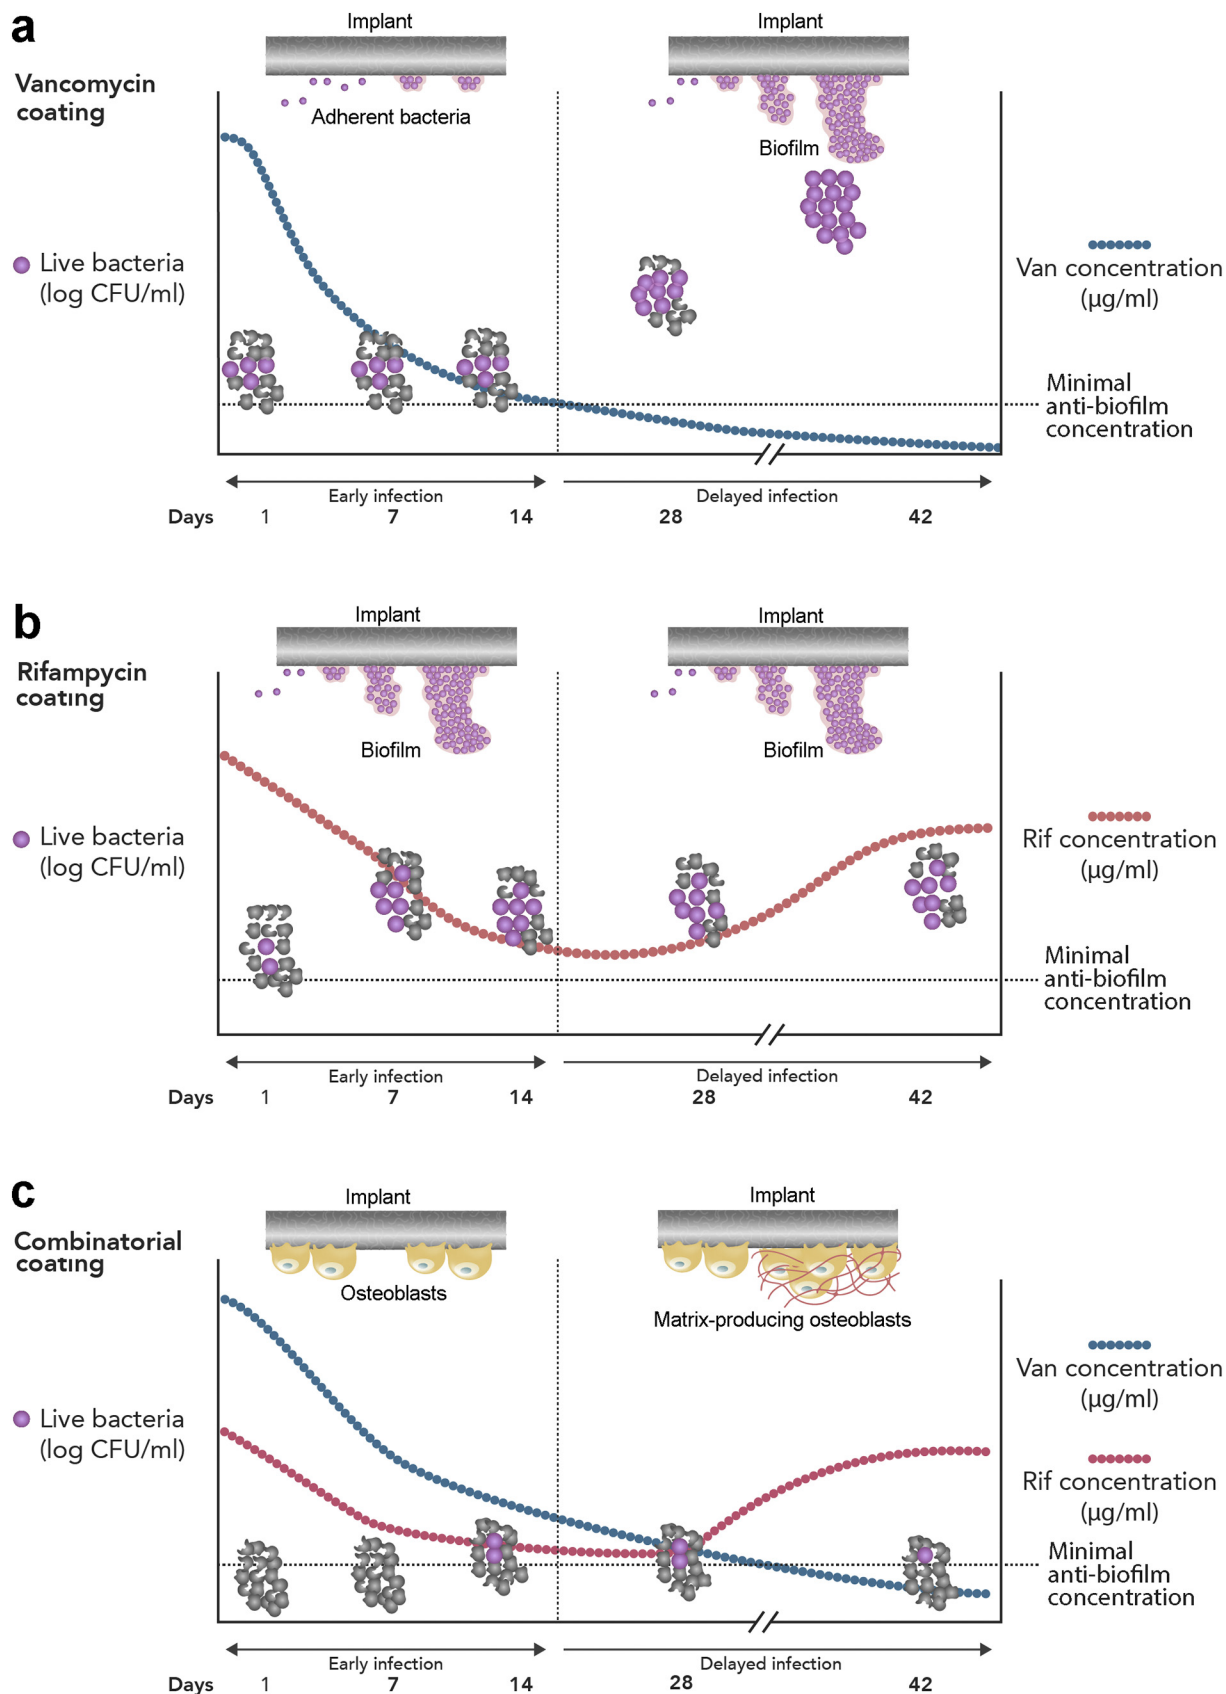 a
Implant
Implant
Vancomycin
coating
Adherent bacteria
Biofilm
Live bacteria
(log CFU/ml)
Van concentration
(µg/ml)
Minimal
anti-biofilm
concentration
Early infection
Delayed infection
Days 1 7 14 28 42
b
Implant
Implant
Rifampycin
coating
Biofilm
Biofilm
Live bacteria
(log CFU/ml)
Rif concentration
(µg/ml)
Minimal
anti-biofilm
concentration
Early infection
Delayed infection
Days 1 7 14 28 42
c
Implant
Implant
Combinatorial
coating
Osteoblasts
Matrix-producing osteoblasts
Live bacteria
(log CFU/ml)
Van concentration
(µg/ml)
Rif concentration
(µg/ml)
Minimal
anti-biofilm
concentration
Early infection
Delayed infection
Days 1 7 14 28 42